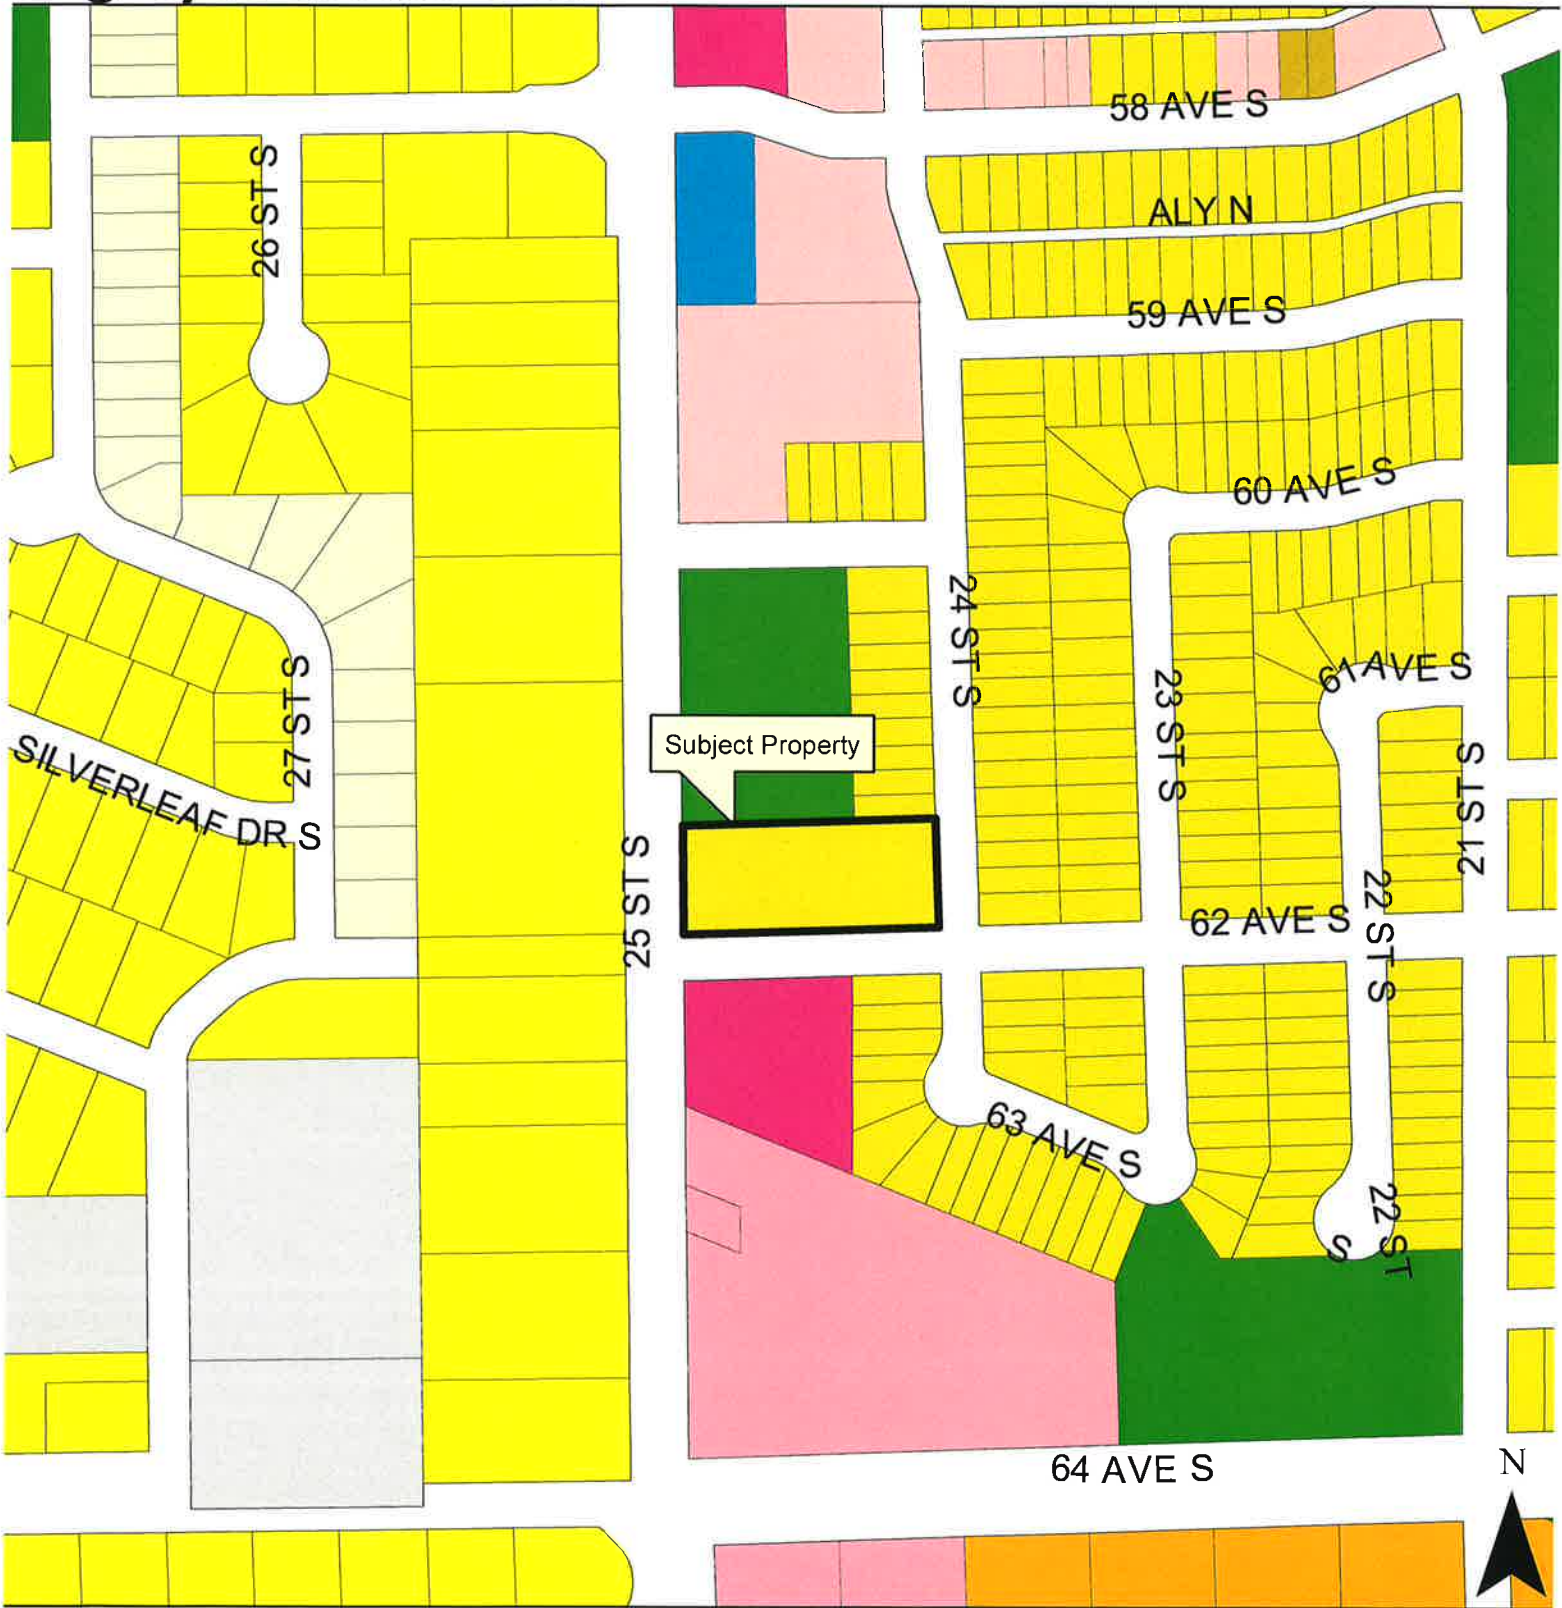 58 AVE S
26 ST S
ALY N
59 AVE S
60 AVE S
24 ST S
61 AVE S
27 ST S
23 ST S
Subject Property
SILVERLEAF DR S
21 ST S
25 ST S
22 ST S
62 AVE S
63 AVE S
22 ST S
64 AVE S
N